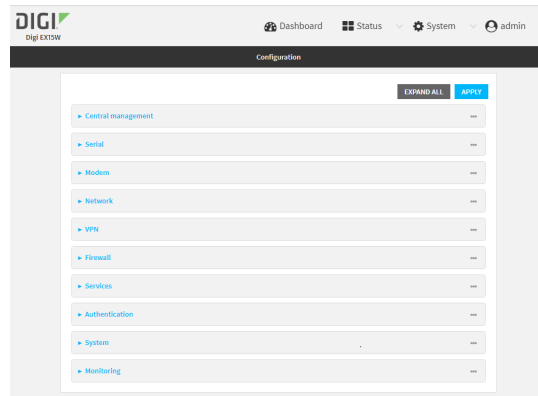 DIGI
Digi EX15W
Dashboard
Status
System
admin
Configuration
EXPAND ALL
APPLY
Central management
Serial
Modem
Network
VPN
Firewall
Services
Authentication
System
Monitoring